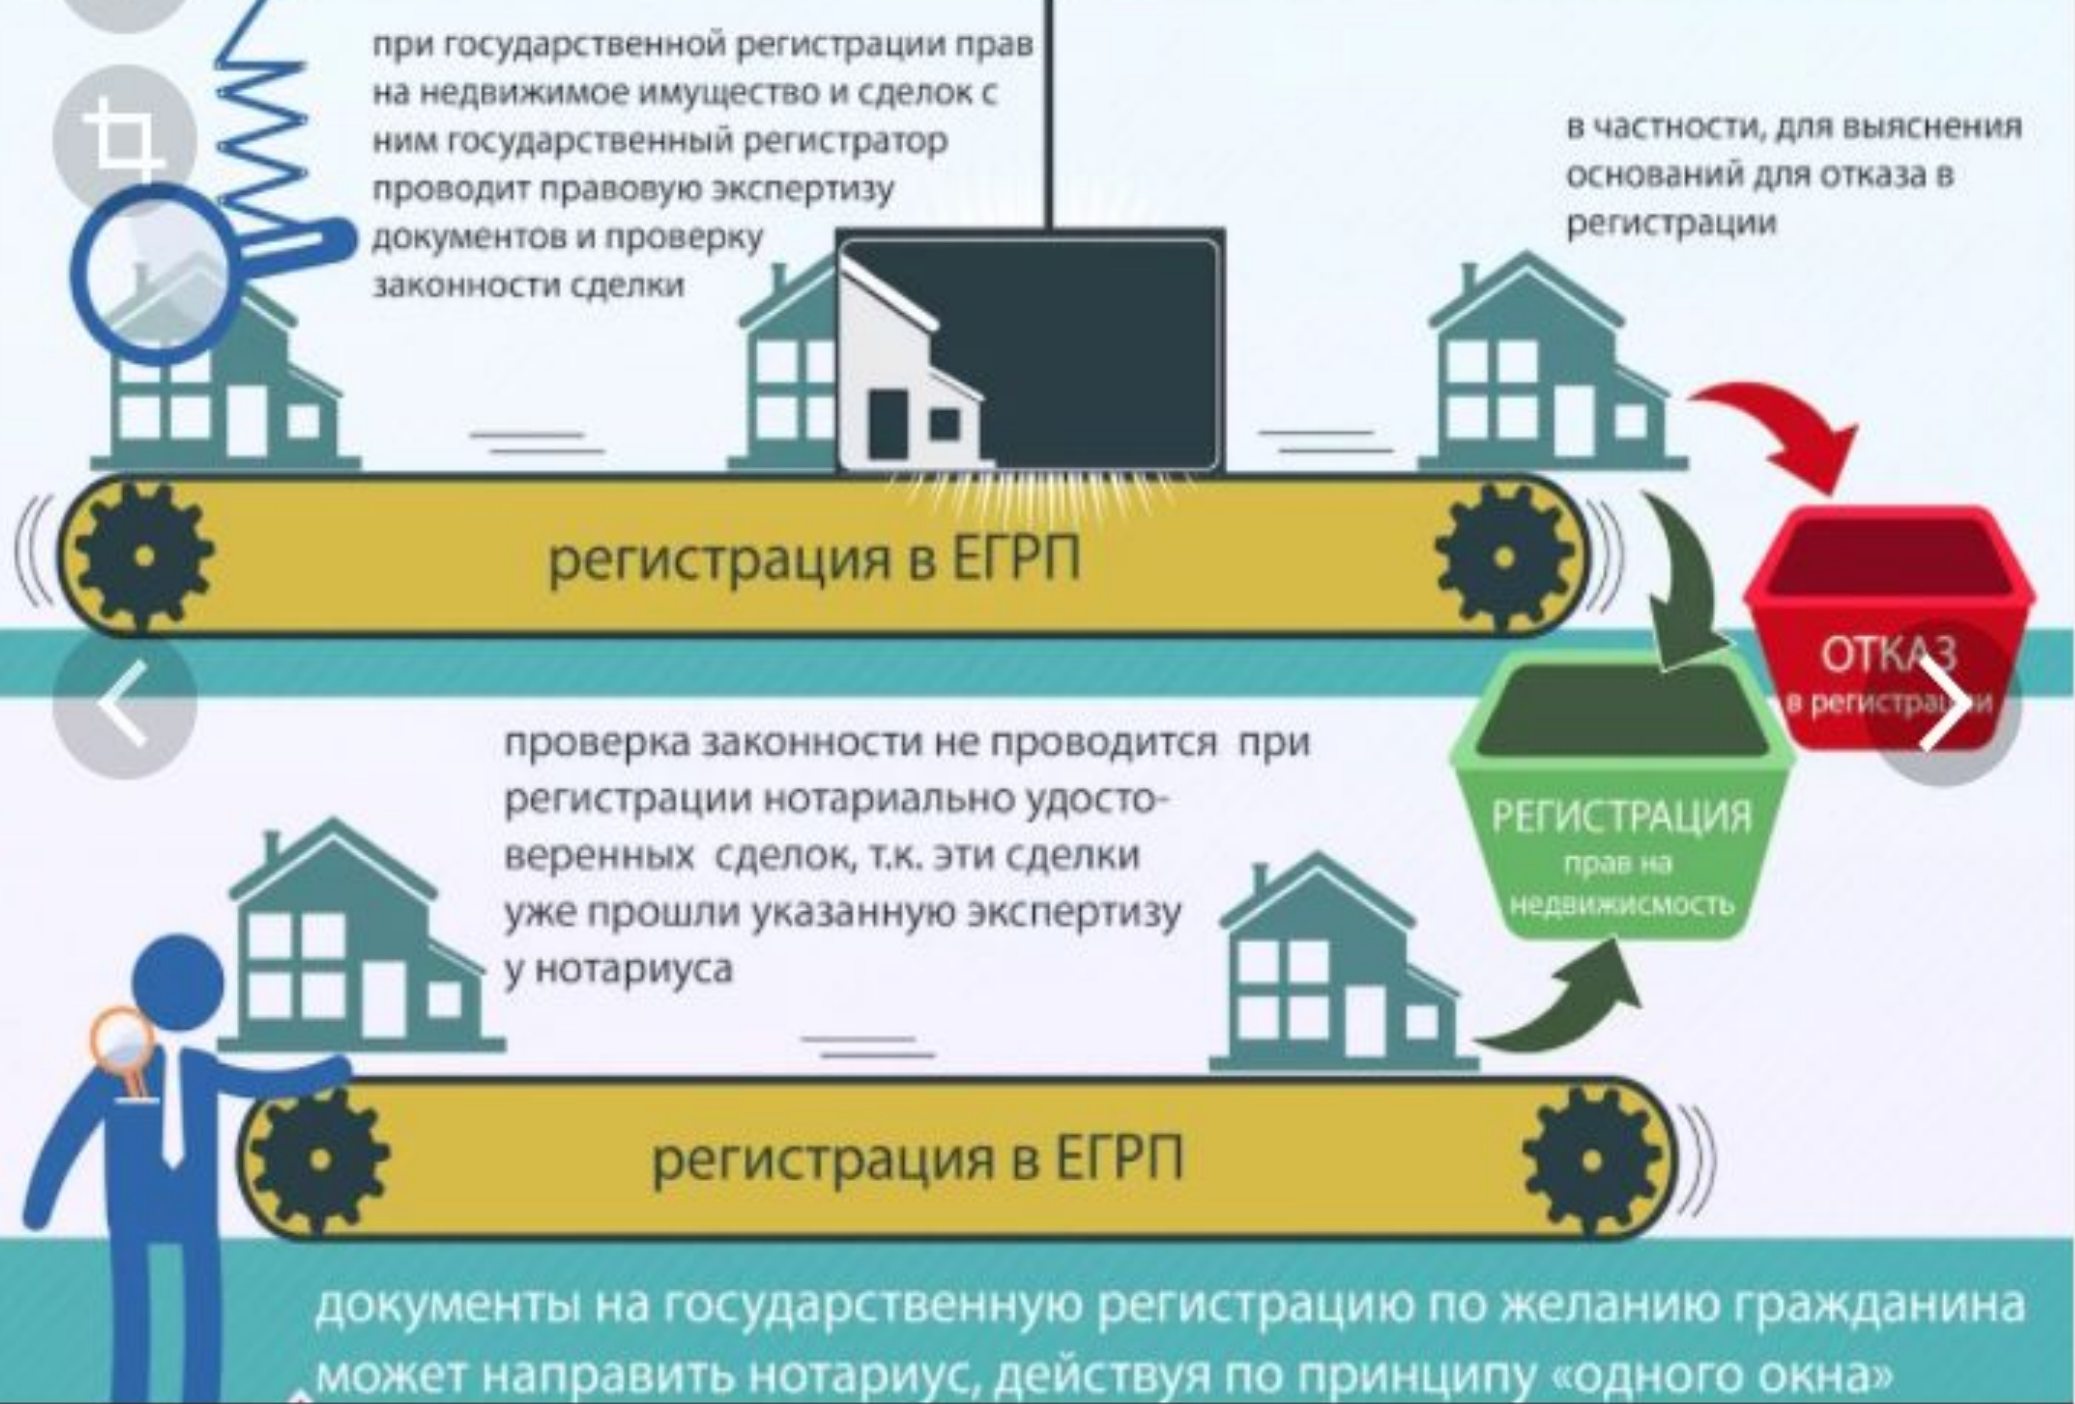 при государственной регистрации прав
на недвижимое имущество и сделок с
ним государственный регистратор
проводит правовую экспертизу
документов и проверку
законности сделки
в частности, для выяснения
оснований для отказа в
регистрации
регистрация в ЕГРП
ОТКАЗ
в регистрации
РЕГИСТРАЦИЯ
прав на
недвижисмость
проверка законности не проводится при
регистрации нотариально удосто-
веренных сделок, т.к. эти сделки
уже прошли указанную экспертизу
у нотариуса
регистрация в ЕГРП
документы на государственную регистрацию по желанию гражданина
может направить нотариус, действуя по принципу «одного окна»